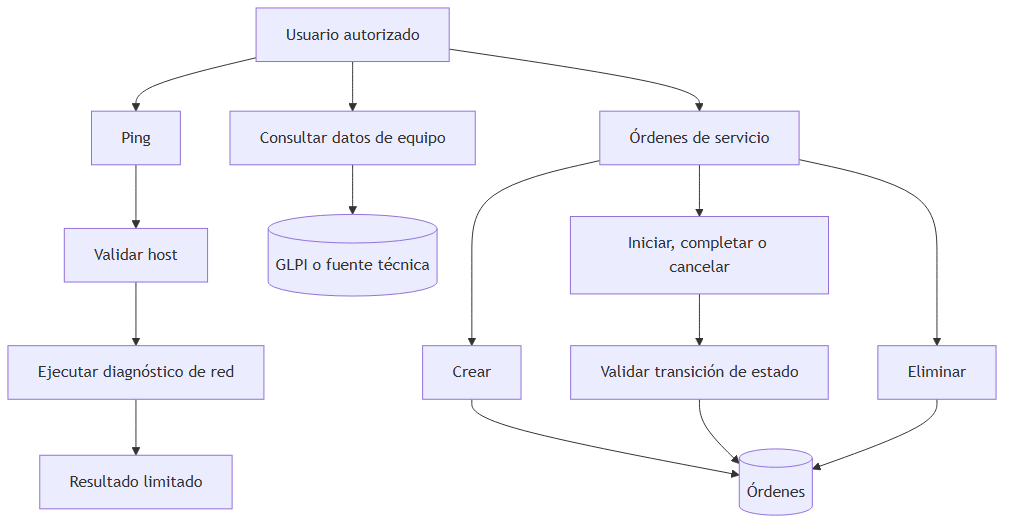 Usuario autorizado
Ping
Consultar datos de equipo
Órdenes de servicio
Validar host
GLPI o fuente técnica
Iniciar, completar o
cancelar
Ejecutar diagnóstico de red
Crear
Validar transición de estado
Eliminar
Resultado limitado
Órdenes